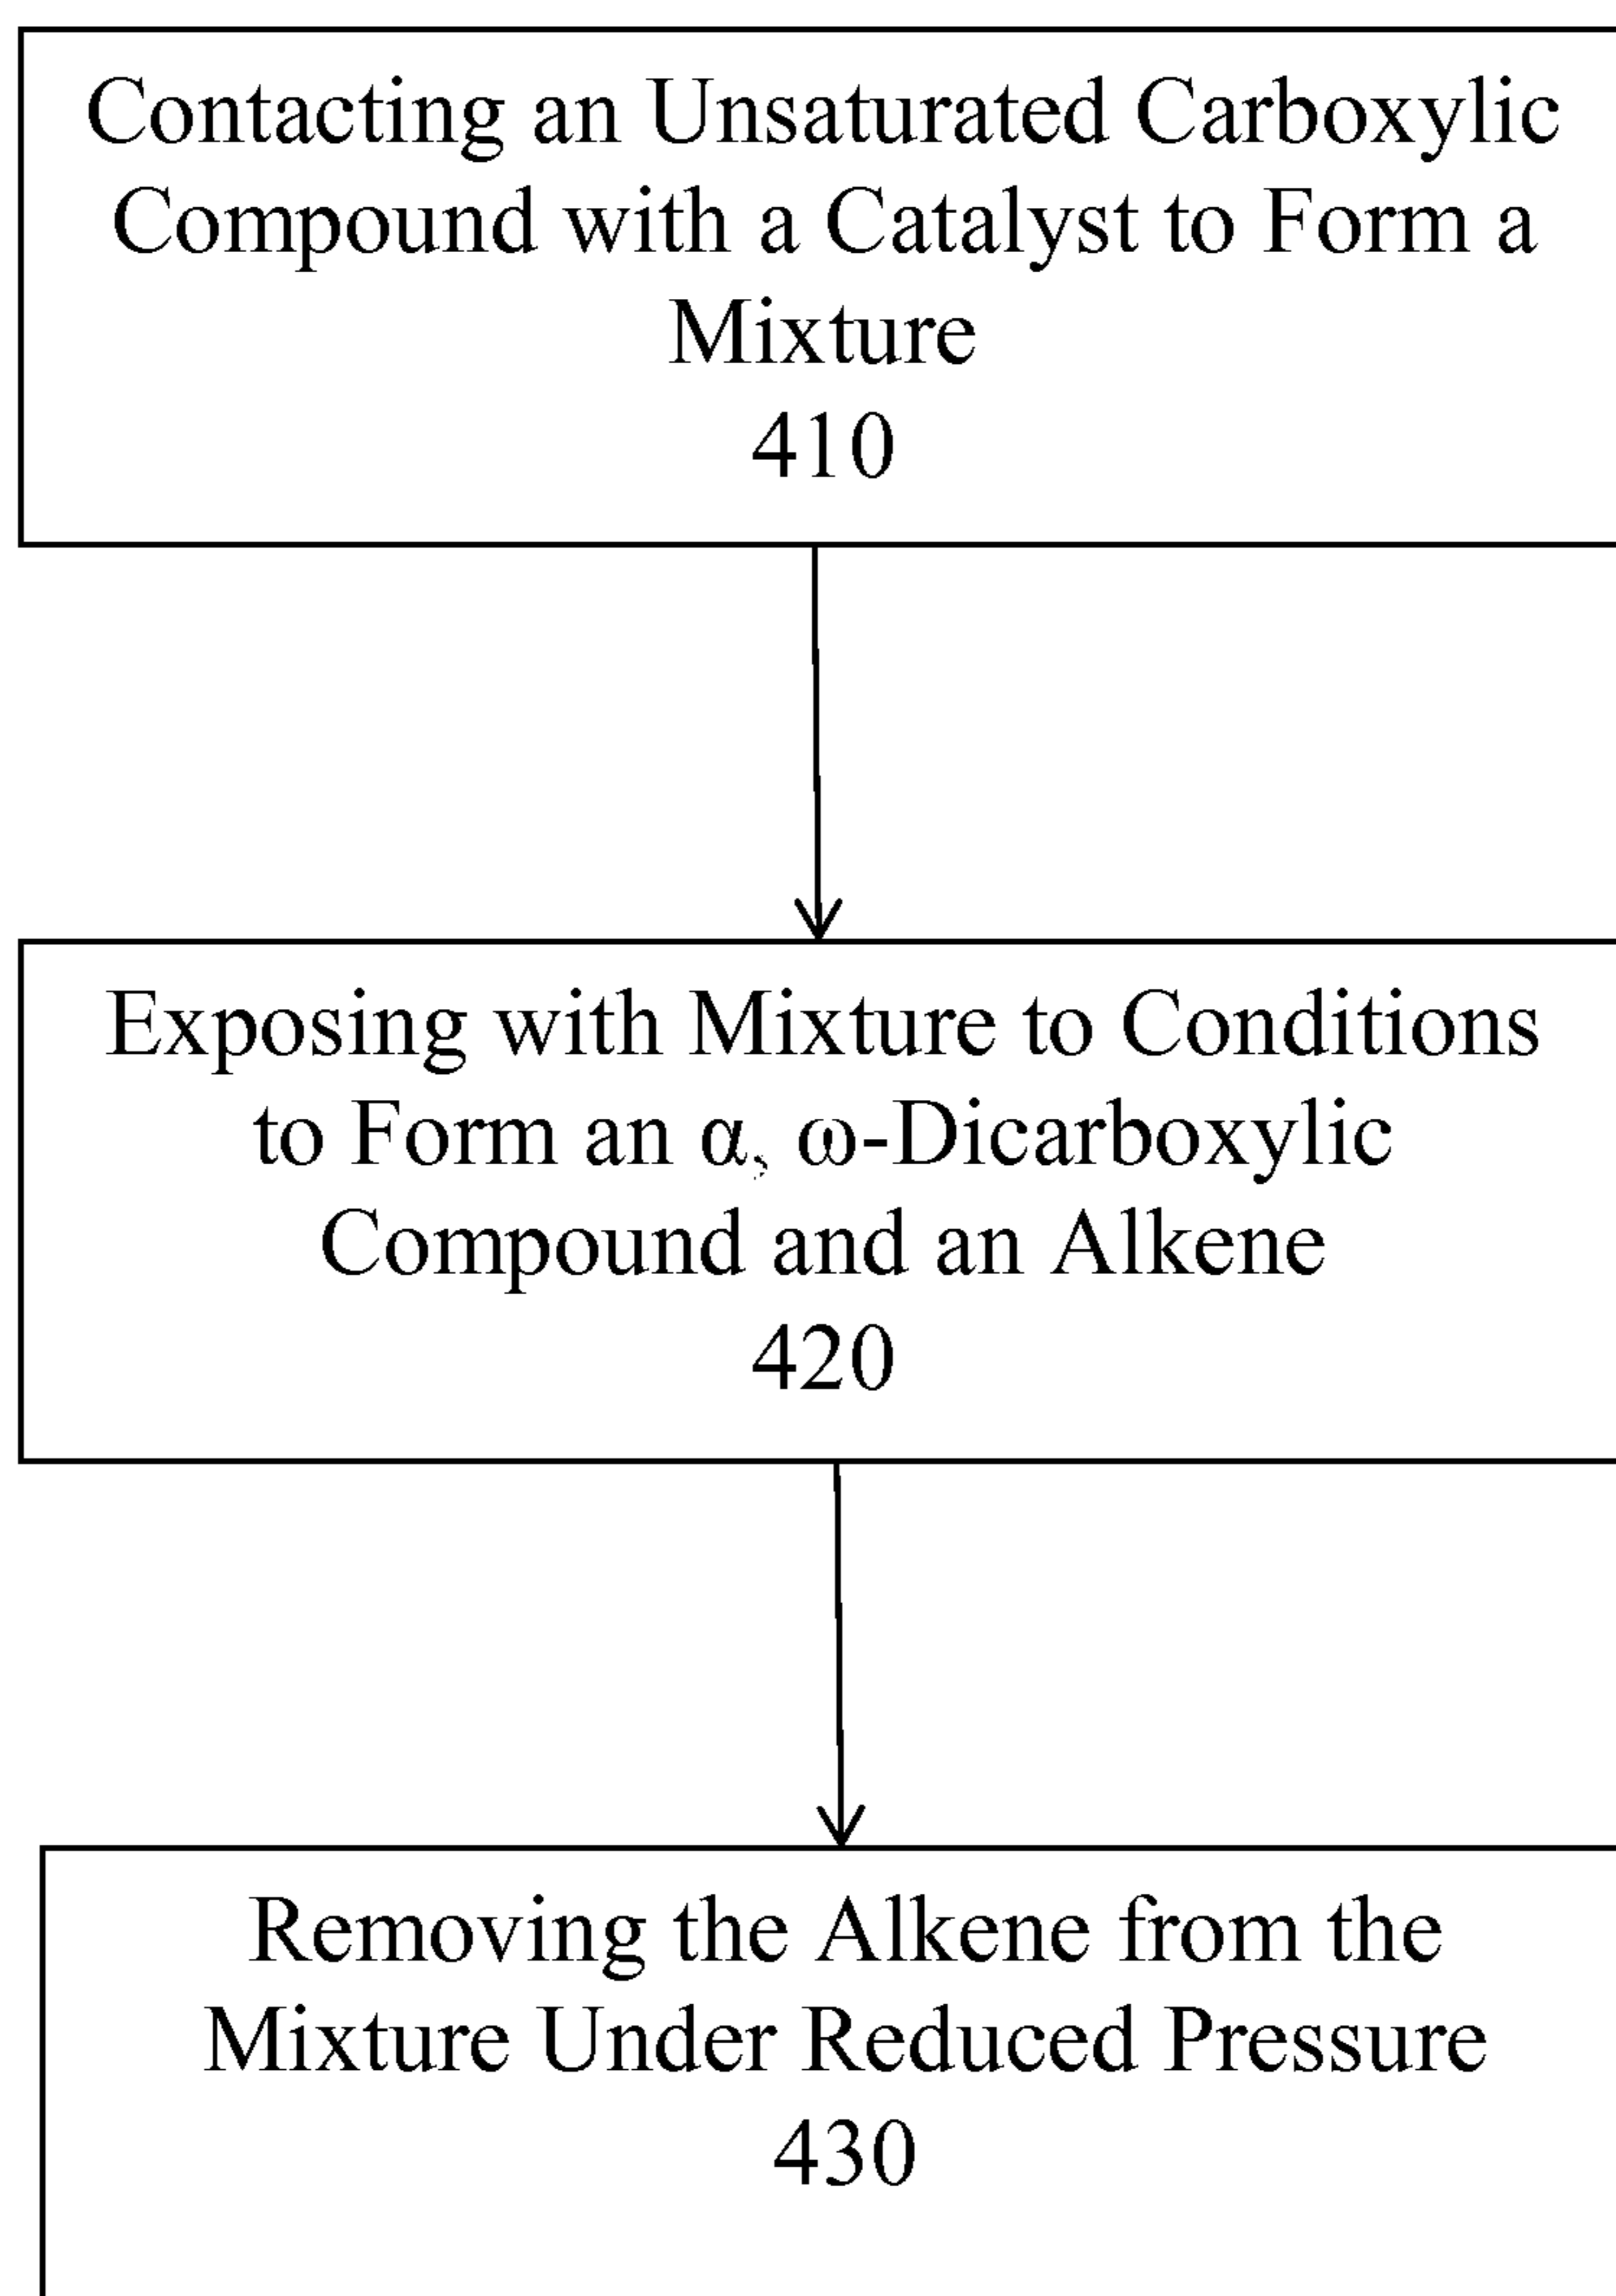 Contacting an Unsaturated Carboxylic
Compound with a Catalyst to Form a
Mixture
410
Exposing with Mixture to Conditions
to Form an α, ω-Dicarboxylic
Compound and an Alkene
420
Removing the Alkene from the
Mixture Under Reduced Pressure
430